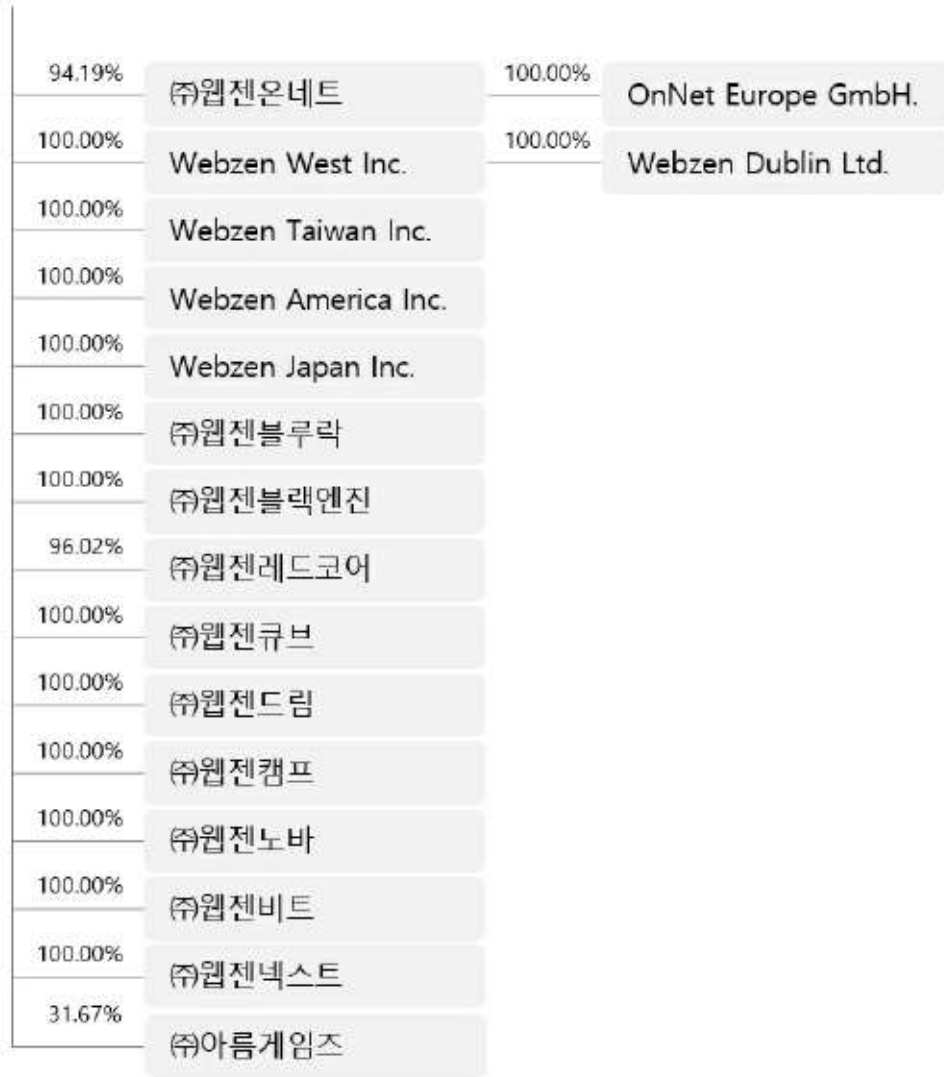 94.19% ㈜웹젠온네트 100.00% OnNet Europe GmbH.
100.00% Webzen West Inc. 100.00% Webzen Dublin Ltd.
100.00% Webzen Taiwan Inc.
100.00% Webzen America Inc.
100.00% Webzen Japan Inc.
100.00% ㈜웹젠블루락
100.00% ㈜웹젠블랙엔진
96.02% ㈜웹젠레드코어
100.00% ㈜웹젠큐브
100.00% ㈜웹젠드림
100.00% ㈜웹젠캠프
100.00% ㈜웹젠노바
100.00% ㈜웹젠비트
100.00% ㈜웹젠넥스트
31.67% ㈜아름게임즈